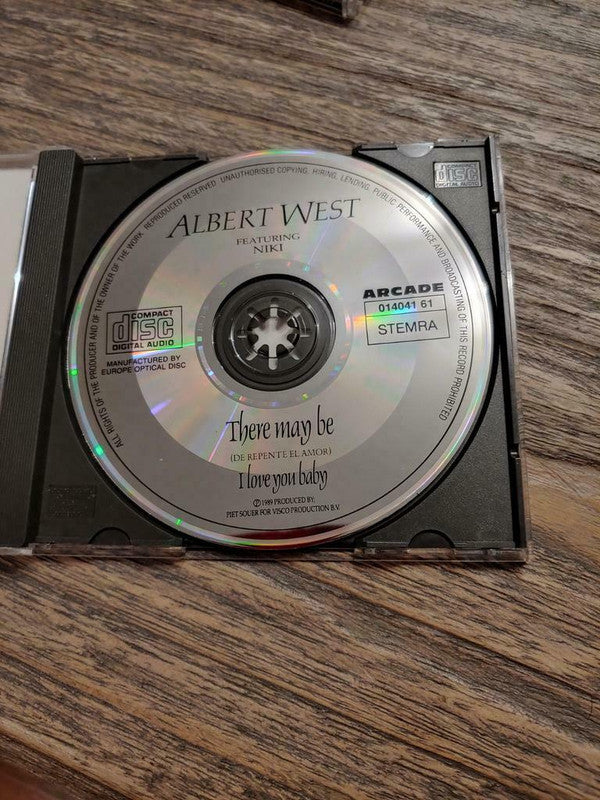 ALL RIGHTS OF THE PRODUCER AND OF THE OWNER OF THE WORK. REPRODUCED RESERVED. UNAUTHORISED COPYING, HIRING, LENDING, PUBLIC PERFORMANCE AND BROADCASTING OF THIS RECORD PROHIBITED
ALBERT WEST
FEATURING
NIKI
COMPACT
disc
DIGITAL AUDIO
MANUFACTURED BY
EUROPE OPTICAL DISC
ARCADE
014041 61
STEMRA
There may be
(DE REPENTE EL AMOR)
I love you baby
℗1989 PRODUCED BY:
PIET SOUER FOR VISCO PRODUCTION B.V.
COMPACT
disc
DIGITAL AUDIO